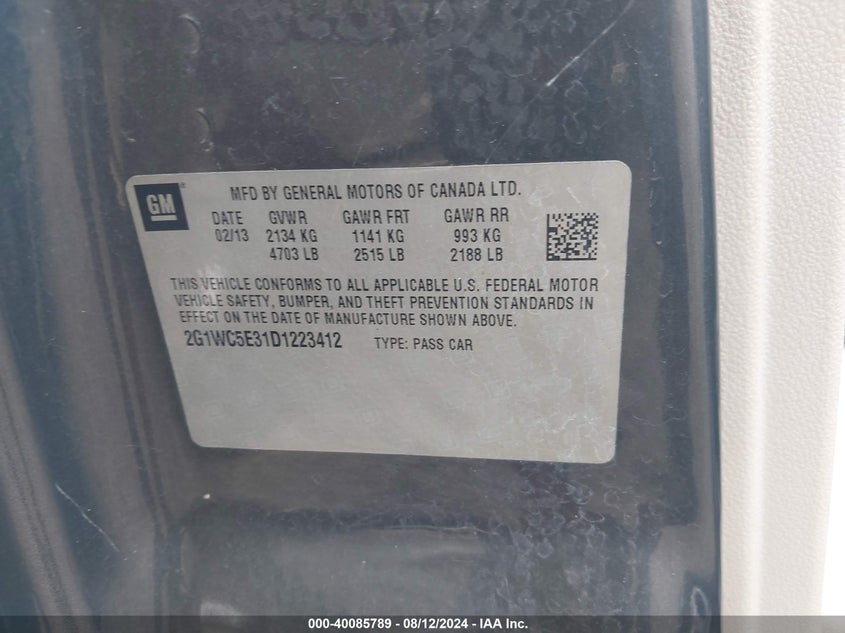 GM
MFD BY GENERAL MOTORS OF CANADA LTD.
DATE GVWR GAWR FRT GAWR RR
02/13 2134 KG 1141 KG 993 KG
4703 LB 2515 LB 2188 LB
THIS VEHICLE CONFORMS TO ALL APPLICABLE U.S. FEDERAL MOTOR
VEHICLE SAFETY, BUMPER, AND THEFT PREVENTION STANDARDS IN
EFFECT ON THE DATE OF MANUFACTURE SHOWN ABOVE.
2G1WC5E31D1223412 TYPE: PASS CAR
000-40085789 - 08/12/2024 - IAA Inc.